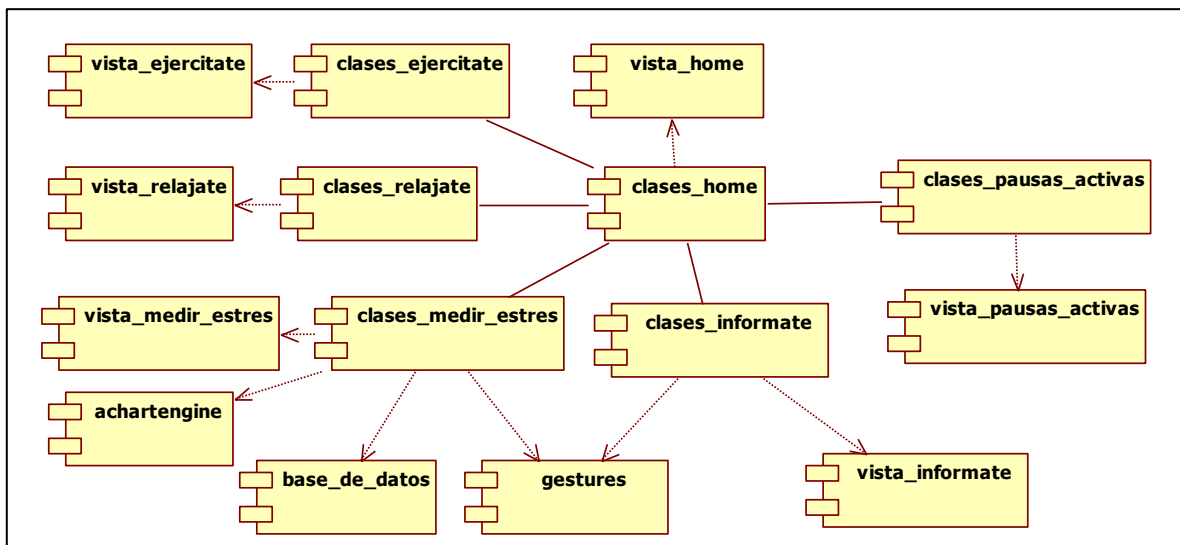 vista_ejercitate
clases_ejercitate
vista_home
vista_relajate
clases_relajate
clases_home
clases_pausas_activas
vista_medir_estres
clases_medir_estres
clases_informate
vista_pausas_activas
achartengine
base_de_datos
gestures
vista_informate